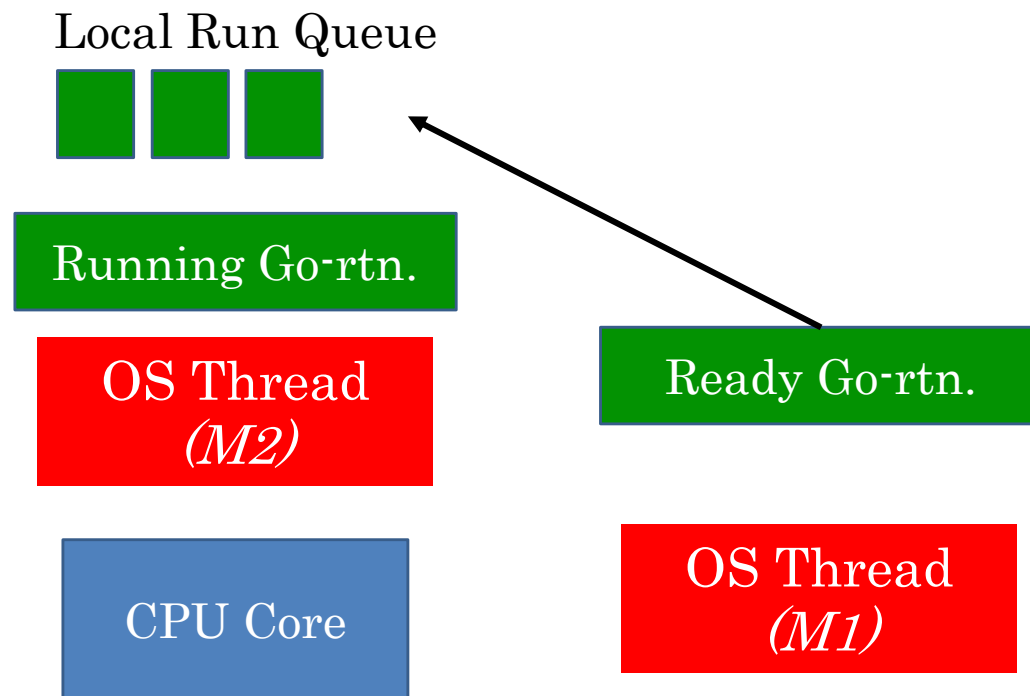 Local Run Queue
Running Go-rtn.
OS Thread
(M2)
CPU Core
Ready Go-rtn.
OS Thread
(M1)